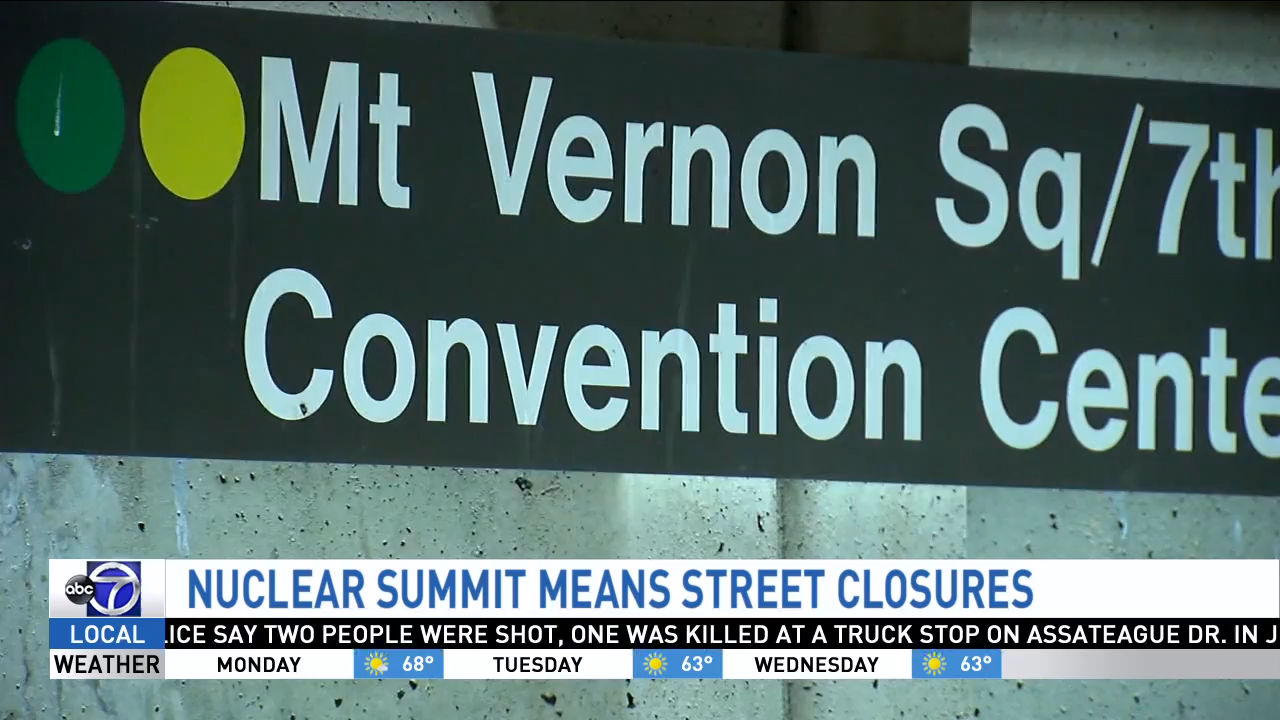 Mt Vernon Sq/7th
Convention Cente
abc 7
NUCLEAR SUMMIT MEANS STREET CLOSURES
LOCAL
LICE SAY TWO PEOPLE WERE SHOT, ONE WAS KILLED AT A TRUCK STOP ON ASSATEAGUE DR. IN J
WEATHER MONDAY 68° TUESDAY 63° WEDNESDAY 63°